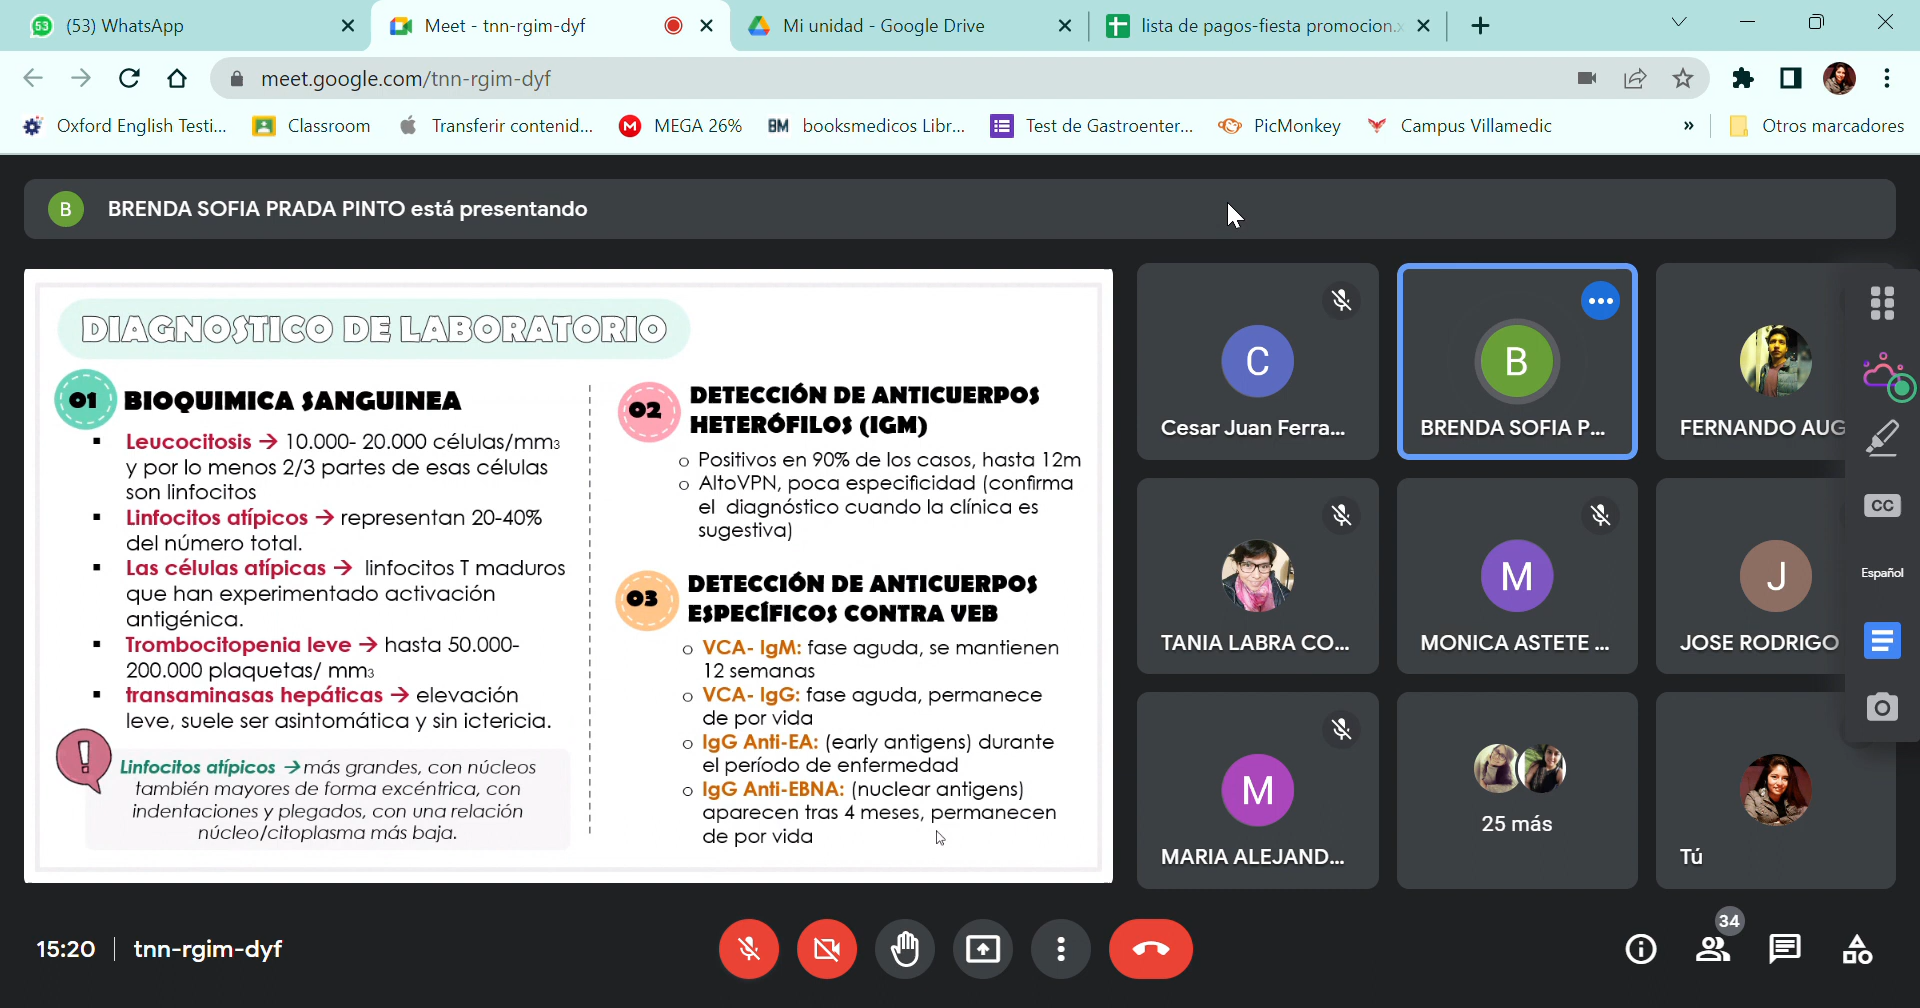 53
(53) WhatsApp
Meet - tnn-rgim-dyf
Mi unidad - Google Drive
lista de pagos-fiesta promocion.x
meet.google.com/tnn-rgim-dyf
Oxford English Testi...
Classroom
Transferir contenid...
M
MEGA 26%
BM
booksmedicos Libr...
Test de Gastroenter...
PicMonkey
Campus Villamedic
»
Otros marcadores
B
BRENDA SOFIA PRADA PINTO está presentando
DIAGNOSTICO DE LABORATORIO
01
BIOQUIMICA SANGUINEA
▪ Leucocitosis → 10.000- 20.000 células/mm3
y por lo menos 2/3 partes de esas células
son linfocitos
▪ Linfocitos atípicos → representan 20-40%
del número total.
▪ Las células atípicas → linfocitos T maduros
que han experimentado activación
antigénica.
▪ Trombocitopenia leve → hasta 50.000-
200.000 plaquetas/ mm3
▪ transaminasas hepáticas → elevación
leve, suele ser asintomática y sin ictericia.
!
Linfocitos atípicos → más grandes, con núcleos
también mayores de forma excéntrica, con
indentaciones y plegados, con una relación
núcleo/citoplasma más baja.
02
DETECCIÓN DE ANTICUERPOS
HETERÓFILOS (IGM)
o Positivos en 90% de los casos, hasta 12m
o AltoVPN, poca especificidad (confirma
el diagnóstico cuando la clínica es
sugestiva)
03
DETECCIÓN DE ANTICUERPOS
ESPECÍFICOS CONTRA VEB
o VCA- IgM: fase aguda, se mantienen
12 semanas
o VCA- IgG: fase aguda, permanece
de por vida
o IgG Anti-EA: (early antigens) durante
el período de enfermedad
o IgG Anti-EBNA: (nuclear antigens)
aparecen tras 4 meses, permanecen
de por vida
C
Cesar Juan Ferra...
B
BRENDA SOFIA P...
FERNANDO AUG
TANIA LABRA CO...
M
MONICA ASTETE ...
J
JOSE RODRIGO
M
MARIA ALEJAND...
25 más
Tú
CC
Español
15:20
tnn-rgim-dyf
34